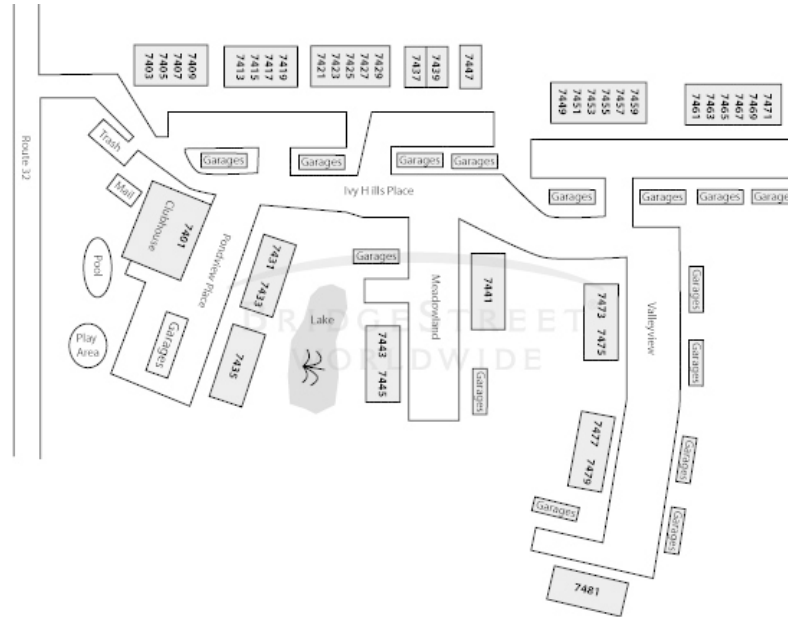 7409
7407
7405
7403
7419
7417
7415
7413
7429
7427
7425
7423
7421
7439
7437
7447
7459
7457
7455
7453
7451
7449
7471
7469
7467
7465
7463
7461
Route 32
Trash
Mail
Clubhouse
7401
Pool
Play
Area
Garages
Pondview Place
Garages
Garages
Garages
Garages
Ivy Hills Place
Garages
Garages
Garages
Garages
7431 7433
7435
Lake
Garages
Meadowland
7443 7445
7441
Garages
7473 7475
Valleyview
Garages
Garages
Garages
Garages
7477 7479
Garages
7481
BRIDGESTREET
WORLDWIDE